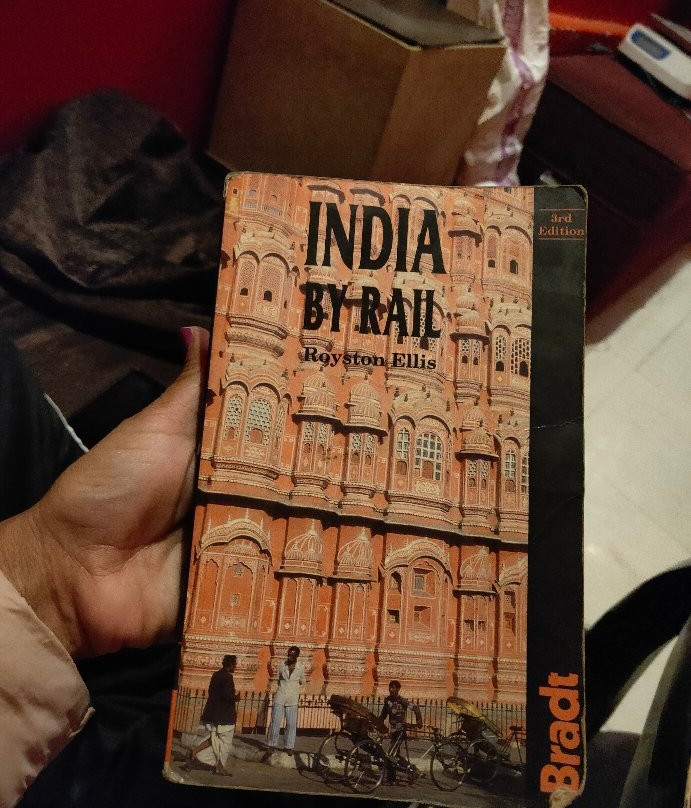 INDIA
BY RAIL
Royston Ellis
3rd
Edition
Bradt